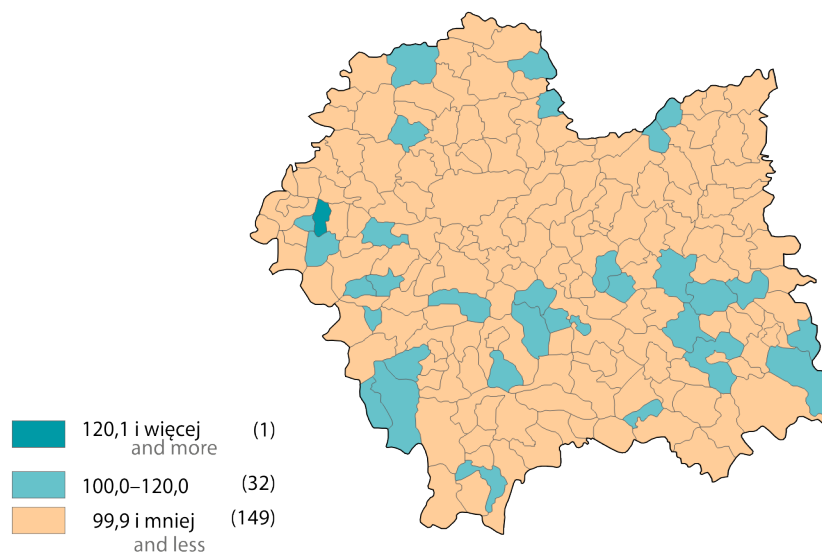 120,1 i więcej (1)
and more
100,0–120,0 (32)
99,9 i mniej (149)
and less